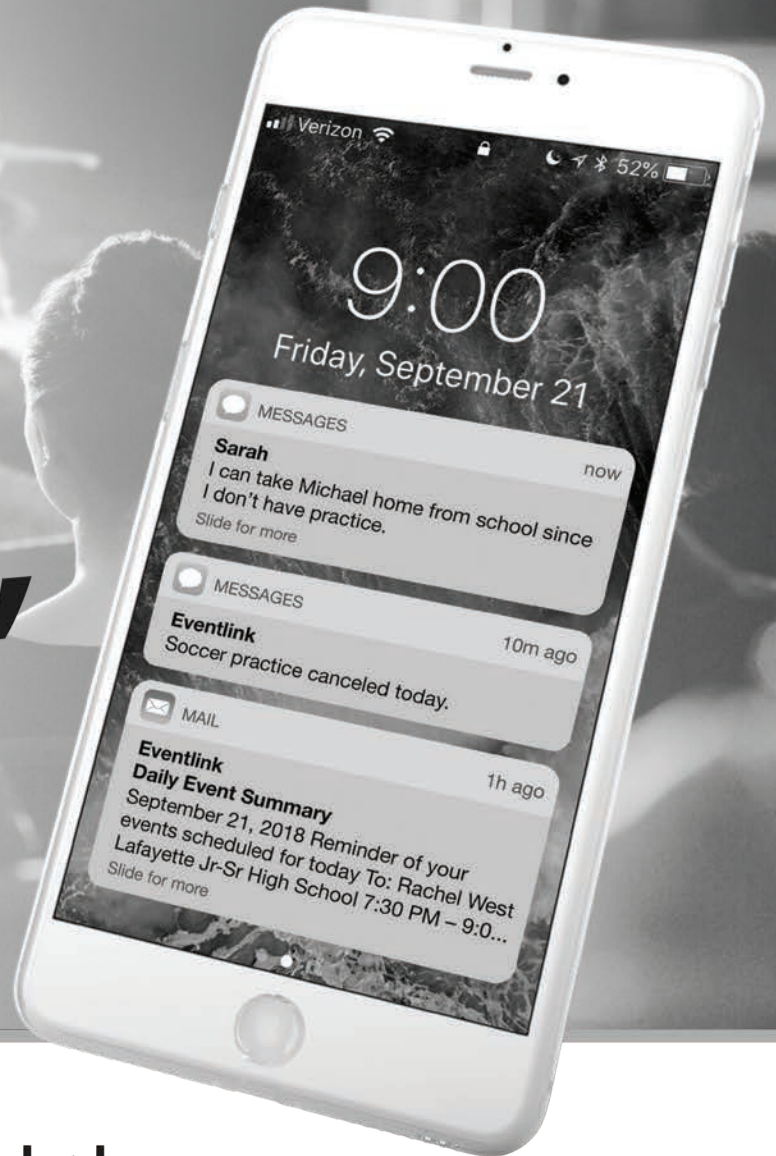 Verizon 52%
9:00
Friday, September 21
MESSAGES
now
Sarah
I can take Michael home from school since
I don't have practice.
Slide for more
MESSAGES
10m ago
Eventlink
Soccer practice canceled today.
MAIL
1h ago
Eventlink
Daily Event Summary
September 21, 2018 Reminder of your
events scheduled for today To: Rachel West
Lafayette Jr-Sr High School 7:30 PM – 9:0...
Slide for more